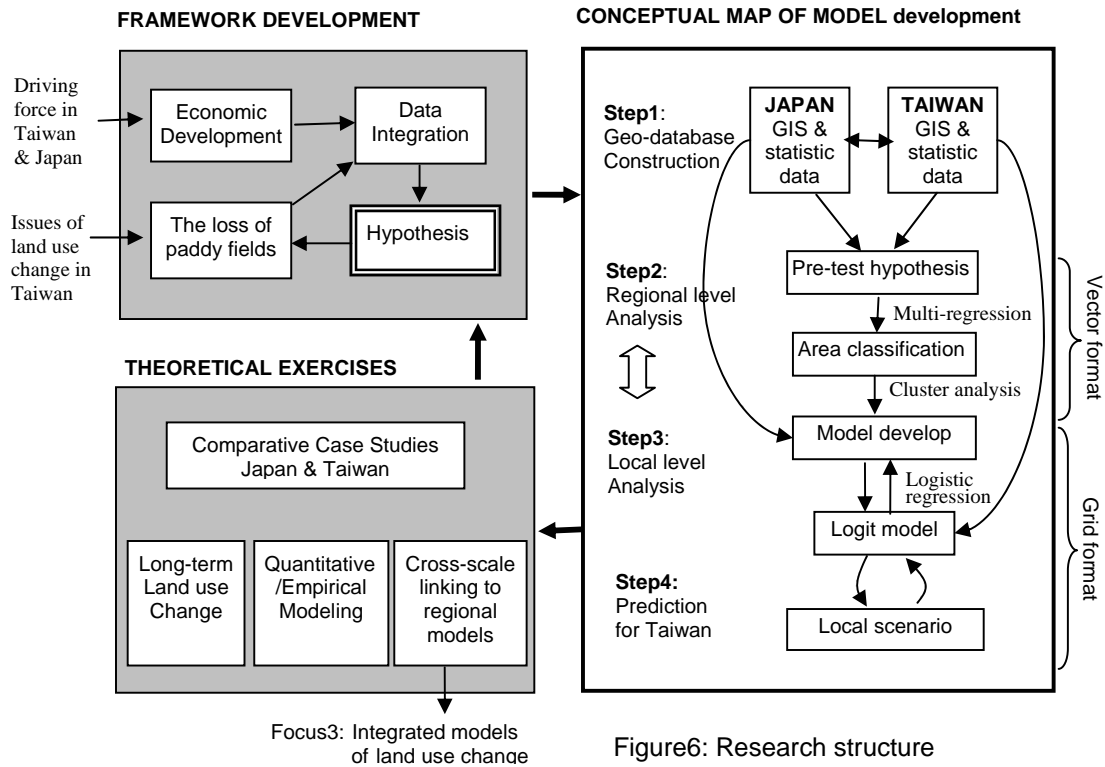 FRAMEWORK DEVELOPMENT
Driving
force in
Taiwan
& Japan
Economic
Development
Data
Integration
Issues of
land use
change in
Taiwan
The loss of
paddy fields
Hypothesis
THEORETICAL EXERCISES
Comparative Case Studies
Japan & Taiwan
Long-term
Land use
Change
Quantitative
/Empirical
Modeling
Cross-scale
linking to
regional
models
Focus3: Integrated models
of land use change
CONCEPTUAL MAP OF MODEL development
Step1:
Geo-database
Construction
JAPAN
GIS &
statistic
data
TAIWAN
GIS &
statistic
data
Step2:
Regional level
Analysis
Pre-test hypothesis
Multi-regression
Area classification
Cluster analysis
Step3:
Local level
Analysis
Model develop
Logistic
regression
Logit model
Step4:
Prediction
for Taiwan
Local scenario
Vector format
Grid format
Figure6: Research structure